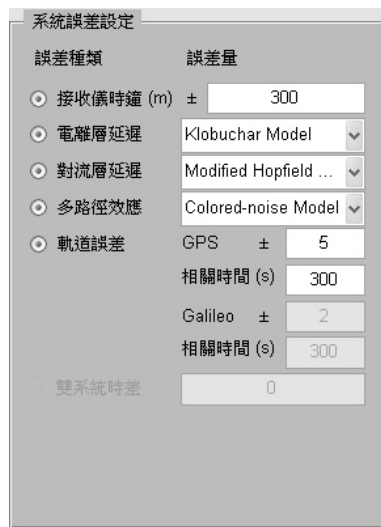 系統誤差設定
誤差種類 誤差量
接收儀時鐘 (m) ± 300
電離層延遲 Klobuchar Model
對流層延遲 Modified Hopfield ...
多路徑效應 Colored-noise Model
軌道誤差 GPS ± 5
相關時間 (s) 300
Galileo ± 2
相關時間 (s) 300
雙系統時差 0